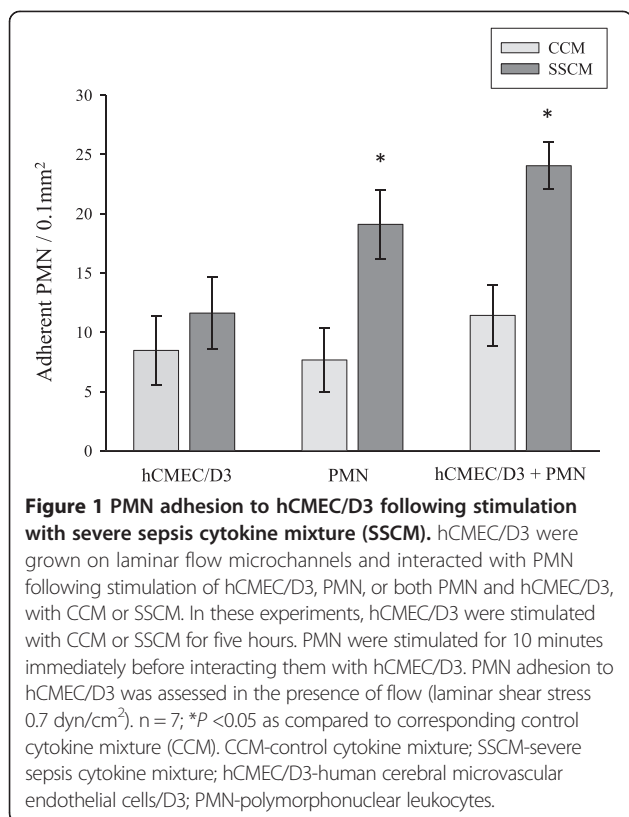 CCM
SSCM
30
25
20
15
10
5
0
Adherent PMN / 0.1mm²
*
*
hCMEC/D3
PMN
hCMEC/D3 + PMN
Figure 1 PMN adhesion to hCMEC/D3 following stimulation
with severe sepsis cytokine mixture (SSCM). hCMEC/D3 were
grown on laminar flow microchannels and interacted with PMN
following stimulation of hCMEC/D3, PMN, or both PMN and hCMEC/D3,
with CCM or SSCM. In these experiments, hCMEC/D3 were stimulated
with CCM or SSCM for five hours. PMN were stimulated for 10 minutes
immediately before interacting them with hCMEC/D3. PMN adhesion to
hCMEC/D3 was assessed in the presence of flow (laminar shear stress
0.7 dyn/cm²). n = 7; *P <0.05 as compared to corresponding control
cytokine mixture (CCM). CCM-control cytokine mixture; SSCM-severe
sepsis cytokine mixture; hCMEC/D3-human cerebral microvascular
endothelial cells/D3; PMN-polymorphonuclear leukocytes.